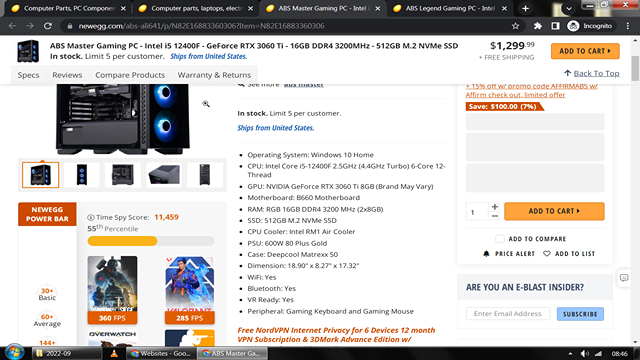 Computer Parts, PC Component
Computer parts, laptops, electro
ABS Master Gaming PC - Intel i
ABS Legend Gaming PC - Intel
newegg.com/abs-ali641/p/N82E16883360306?Item=N82E16883360306
Incognito
ABS Master Gaming PC - Intel i5 12400F - GeForce RTX 3060 Ti - 16GB DDR4 3200MHz - 512GB M.2 NVMe SSD
In stock. Limit 5 per customer. Ships from United States.
$1,299.99
+ FREE SHIPPING
ADD TO CART
Specs Reviews Compare Products Warranty & Returns
Back To Top
See more abs master
In stock. Limit 5 per customer.
Ships from United States.
Operating System: Windows 10 Home
CPU: Intel Core i5-12400F 2.5GHz (4.4GHz Turbo) 6-Core 12-
Thread
GPU: NVIDIA GeForce RTX 3060 Ti 8GB (Brand May Vary)
Motherboard: B660 Motherboard
RAM: RGB 16GB DDR4 3200 MHz (2x8GB)
SSD: 512GB M.2 NVMe SSD
CPU Cooler: Intel RM1 Air Cooler
PSU: 600W 80 Plus Gold
Case: Deepcool Matrexx 50
Dimension: 18.90" x 8.27" x 17.32"
WiFi: Yes
Bluetooth: Yes
VR Ready: Yes
Peripheral: Gaming Keyboard and Gaming Mouse
Free NordVPN Internet Privacy for 6 Devices 12 month
VPN Subscription & 3DMark Advance Edition w/
NEWEGG
POWER BAR
30+
Basic
60+
Average
144+
Time Spy Score: 11,459
55th Percentile
360 FPS
VALORANT
285 FPS
OVERWATCH
+ 15% off w/ promo code AFFIRMABS w/
Affirm check out, limited offer
Save: $100.00 (7%)
1
ADD TO CART
ADD TO COMPARE
PRICE ALERT
ADD TO LIST
ARE YOU AN E-BLAST INSIDER?
Enter Email Address
SUBSCRIBE
2022-09
Websites - Goo...
ABS Master Ga...
08:46